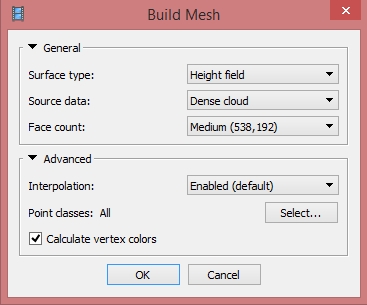 Build Mesh
General
Surface type: Height field
Source data: Dense cloud
Face count: Medium (538,192)
Advanced
Interpolation: Enabled (default)
Point classes: All Select...
Calculate vertex colors
OK Cancel